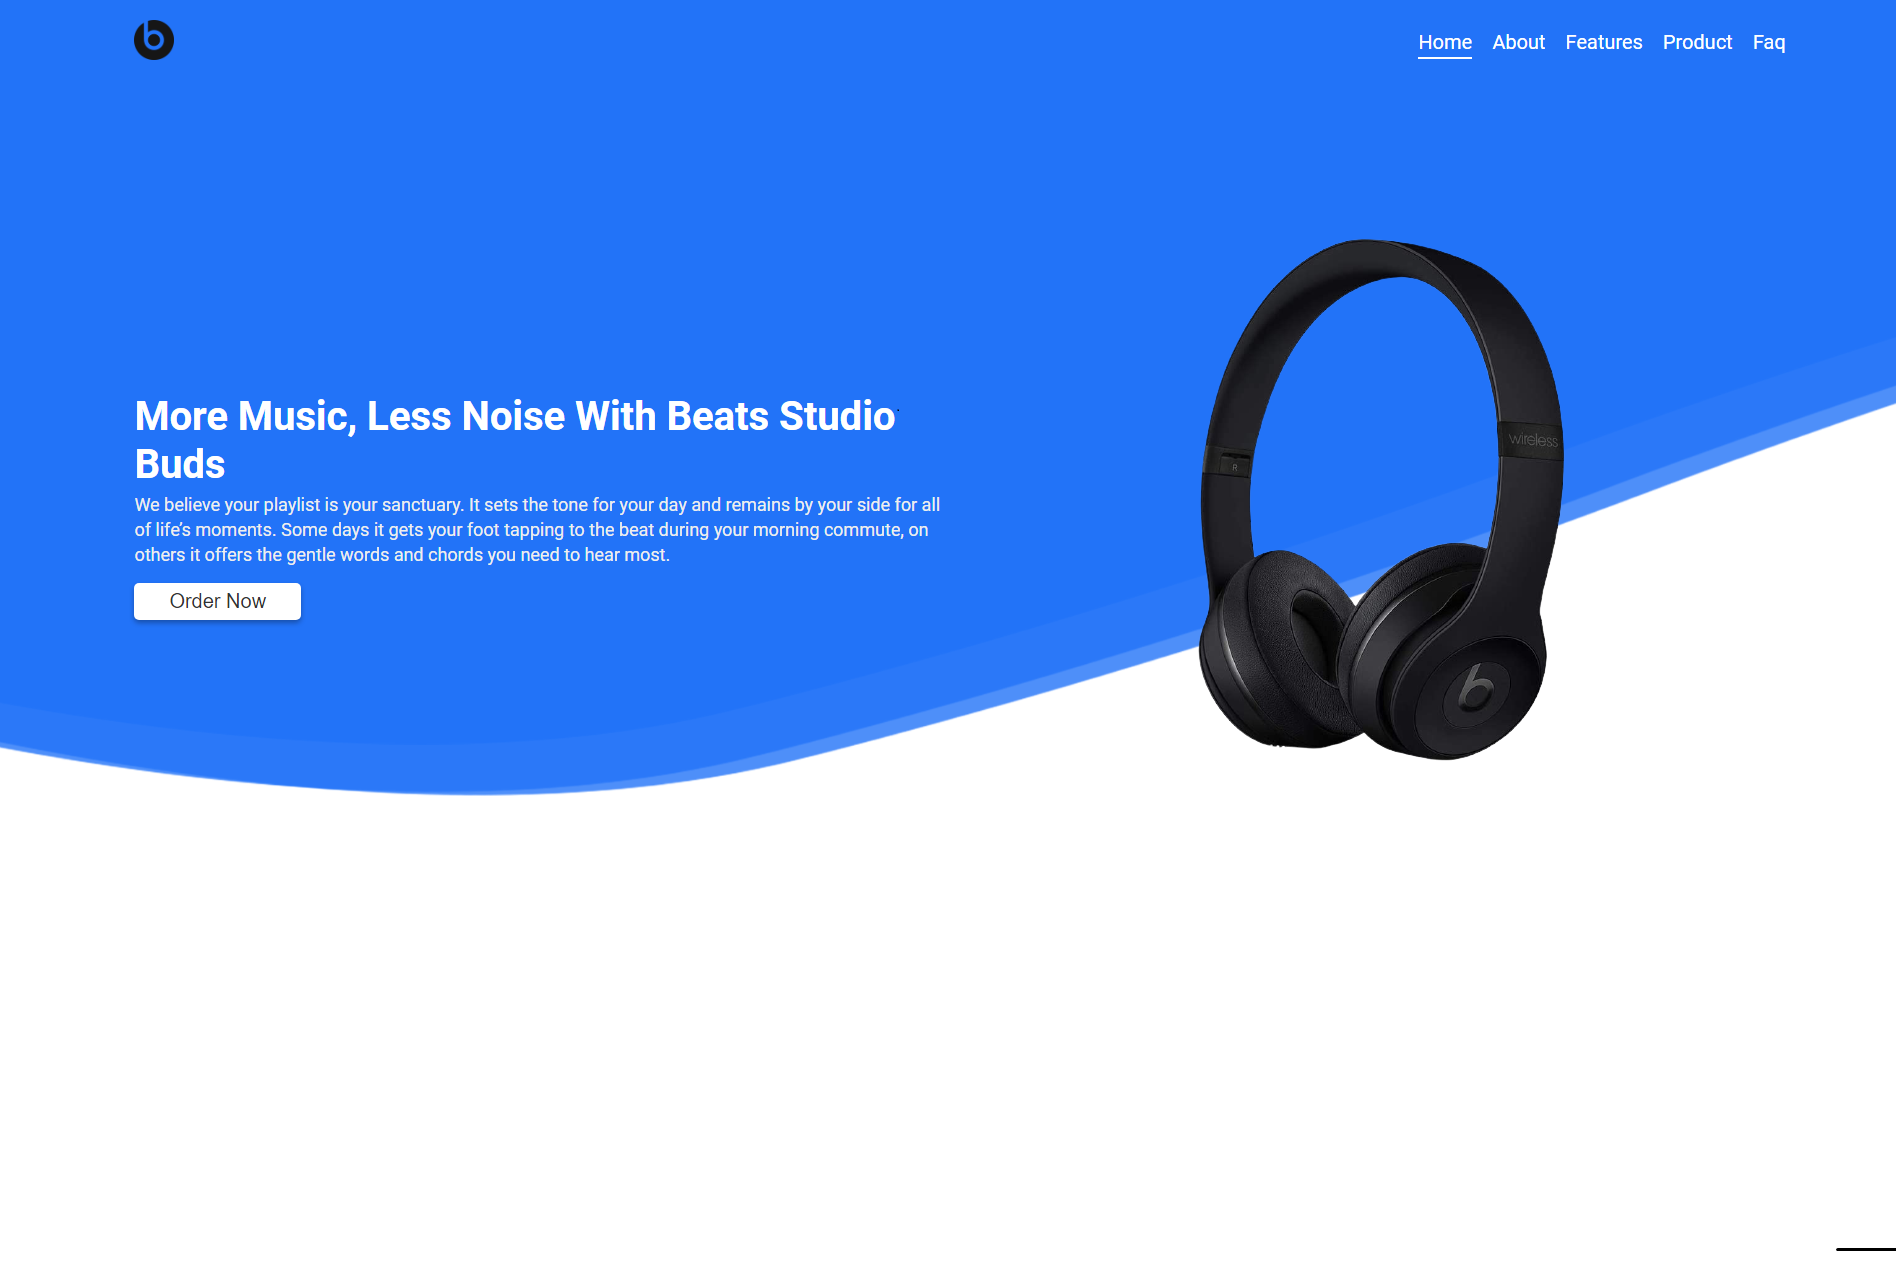 b
Home About Features Product Faq
More Music, Less Noise With Beats Studio
Buds
We believe your playlist is your sanctuary. It sets the tone for your day and remains by your side for all
of life’s moments. Some days it gets your foot tapping to the beat during your morning commute, on
others it offers the gentle words and chords you need to hear most.
Order Now
wireless
R
b